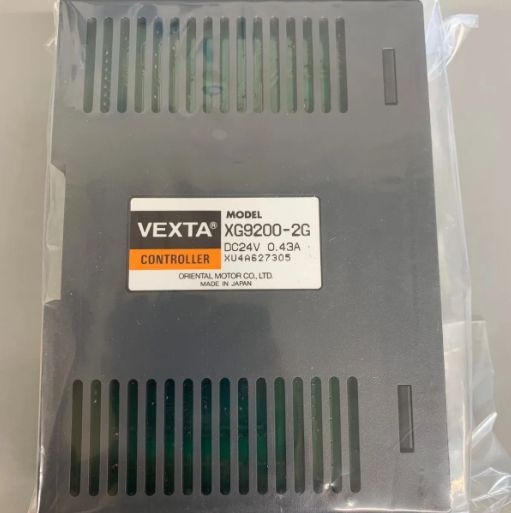 VEXTA®
CONTROLLER
MODEL
XG9200-2G
DC24V 0.43A
XU4A627305
ORIENTAL MOTOR CO., LTD.
MADE IN JAPAN